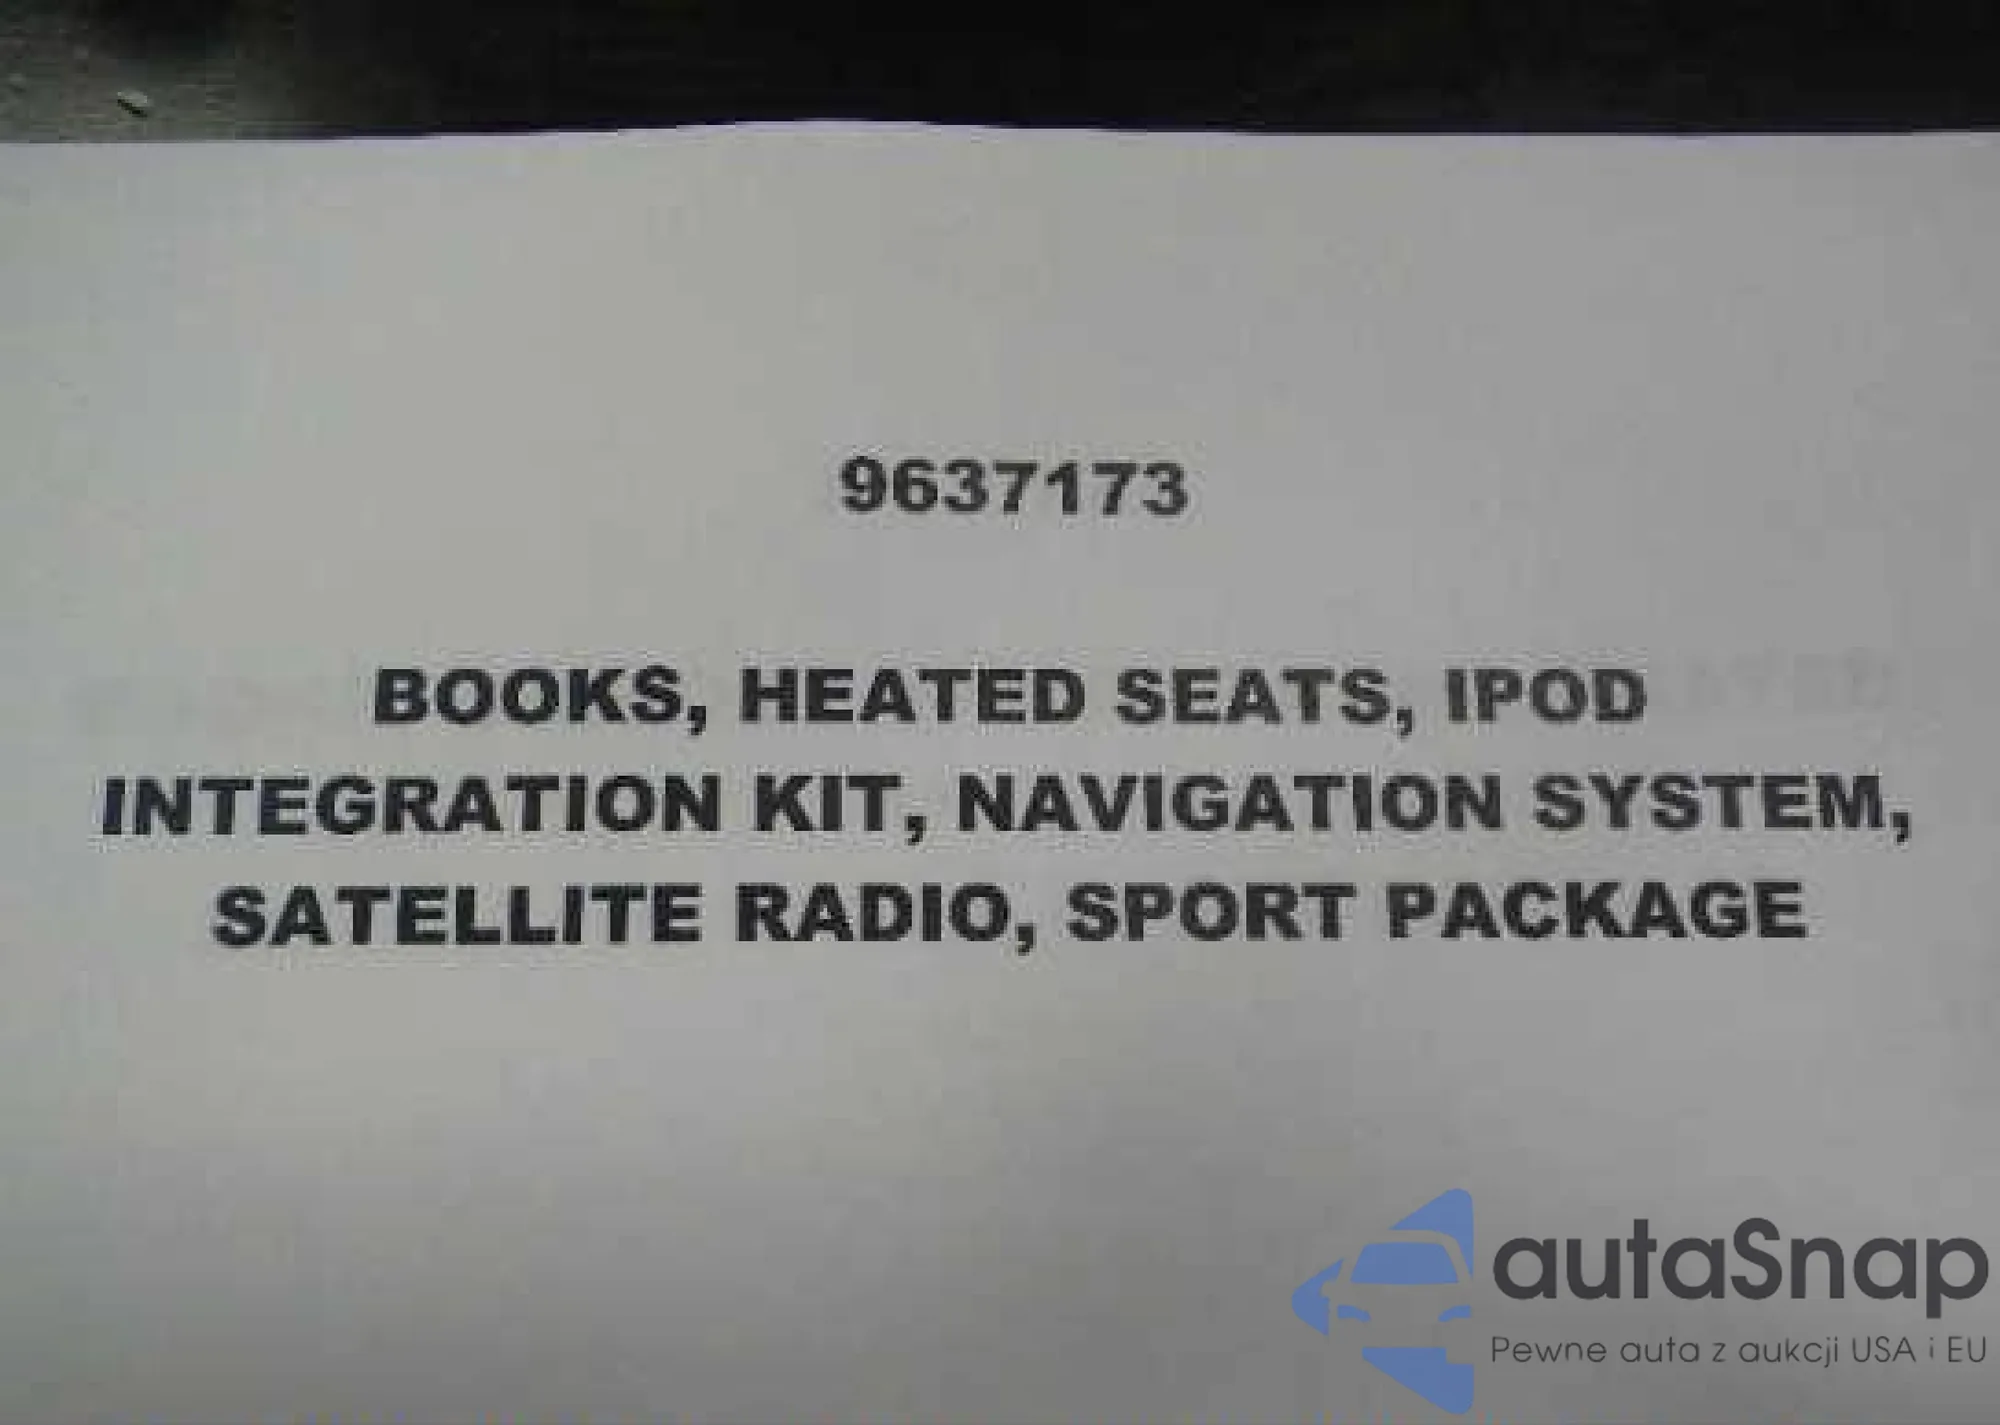 9637173
BOOKS, HEATED SEATS, IPOD
INTEGRATION KIT, NAVIGATION SYSTEM,
SATELLITE RADIO, SPORT PACKAGE
autaSnap
Pewne auta z aukcji USA i EU